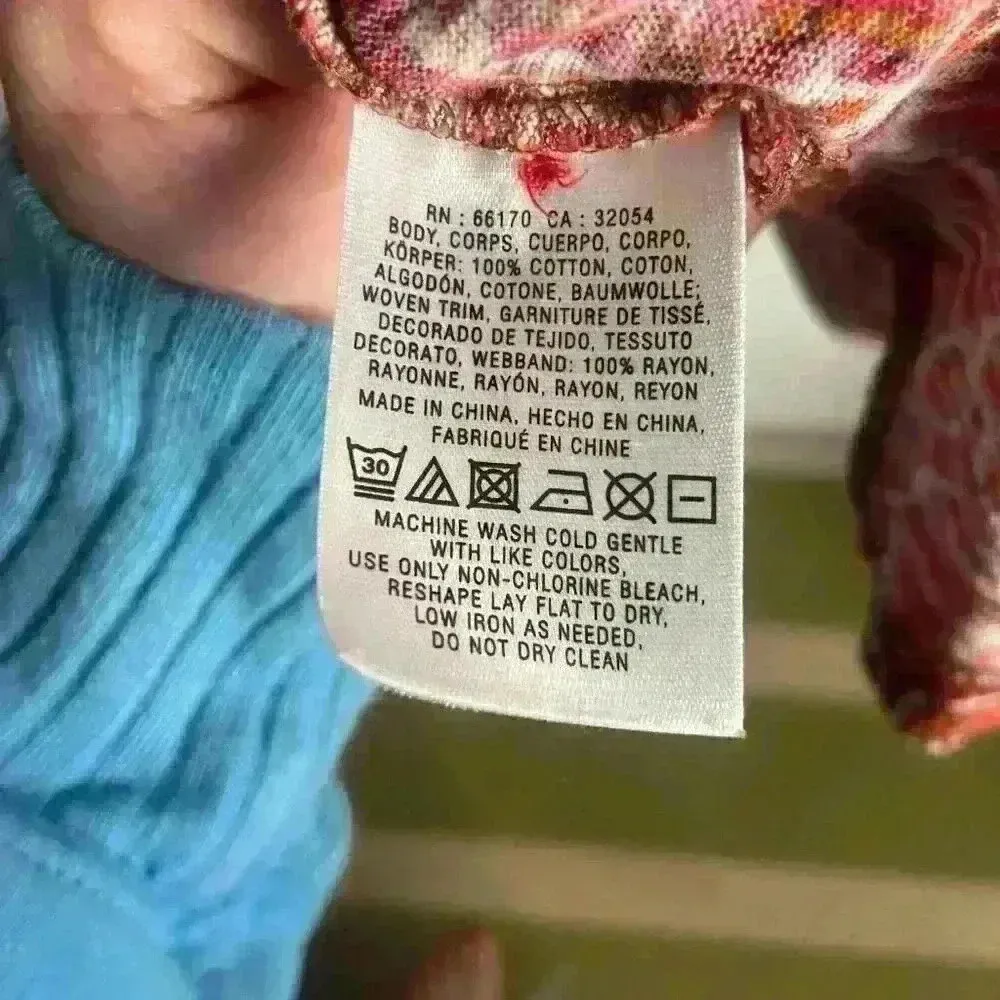 RN : 66170 CA : 32054
BODY, CORPS, CUERPO, CORPO,
KÖRPER: 100% COTTON, COTON,
ALGODÓN, COTONE, BAUMWOLLE;
WOVEN TRIM, GARNITURE DE TISSÉ,
DECORADO DE TEJIDO, TESSUTO
DECORATO, WEBBAND: 100% RAYON,
RAYONNE, RAYÓN, RAYON, REYON
MADE IN CHINA, HECHO EN CHINA,
FABRIQUÉ EN CHINE
30
MACHINE WASH COLD GENTLE
WITH LIKE COLORS,
USE ONLY NON-CHLORINE BLEACH,
RESHAPE LAY FLAT TO DRY,
LOW IRON AS NEEDED,
DO NOT DRY CLEAN